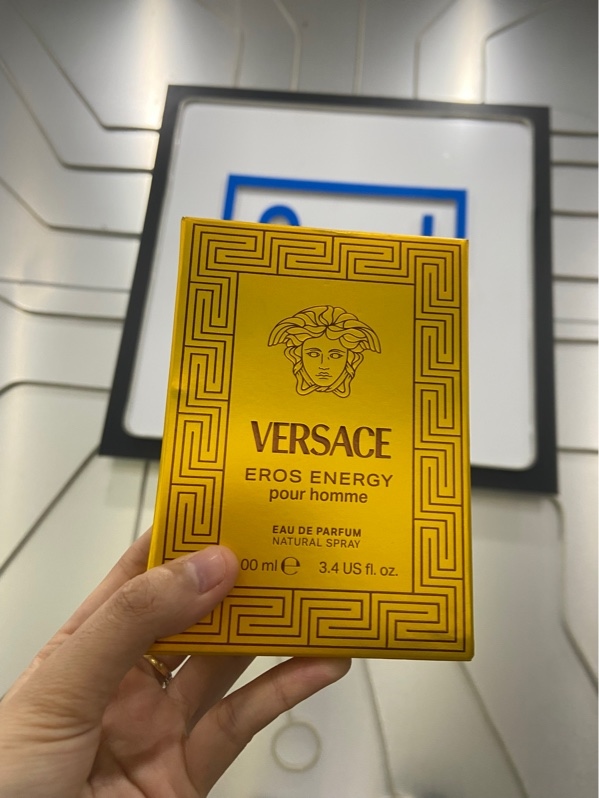 VERSACE
EROS ENERGY
pour homme
EAU DE PARFUM
NATURAL SPRAY
00 ml ℮ 3.4 US fl. oz.